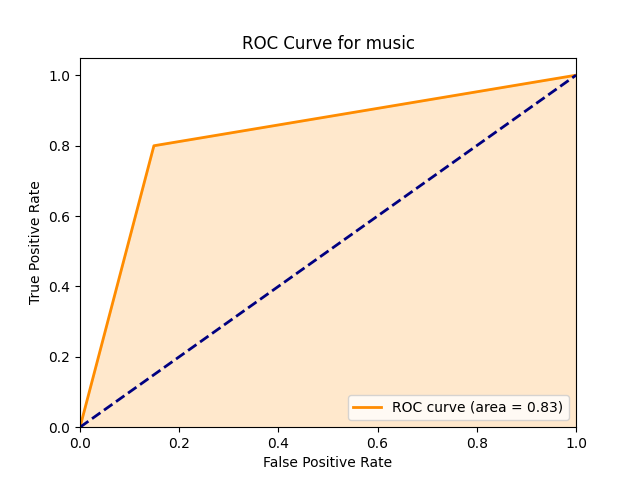 ROC Curve for music
True Positive Rate
1.0
0.8
0.6
0.4
0.2
0.0
ROC curve (area = 0.83)
0.0 0.2 0.4 0.6 0.8 1.0
False Positive Rate